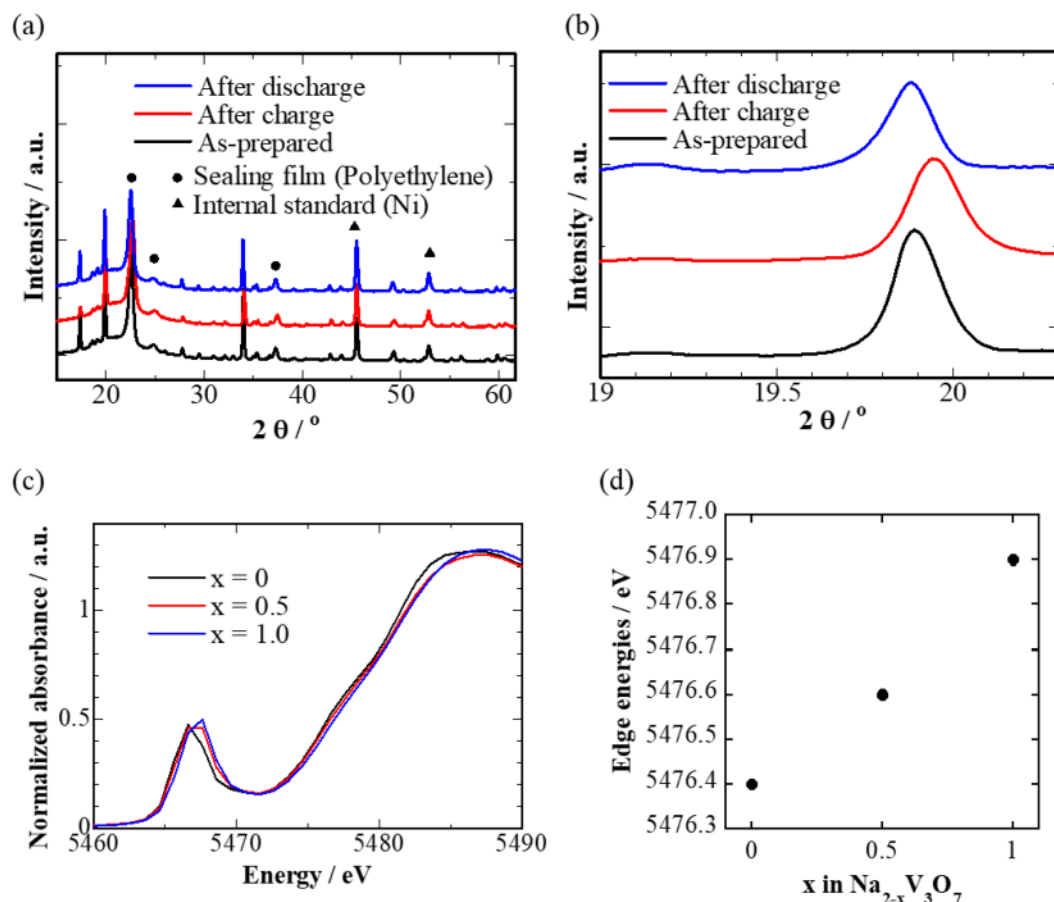 (a)
After discharge
After charge
As-prepared
Sealing film (Polyethylene)
Internal standard (Ni)
Intensity / a.u.
20 30 40 50 60
2 θ / °
(b)
After discharge
After charge
As-prepared
Intensity / a.u.
19 19.5 20
2 θ / °
(c)
x = 0
x = 0.5
x = 1.0
Normalized absorbance / a.u.
1
0.5
0
5460 5470 5480 5490
Energy / eV
(d)
Edge energies / eV
5477.0
5476.9
5476.8
5476.7
5476.6
5476.5
5476.4
5476.3
0 0.5 1
x in Na2-xV3O7